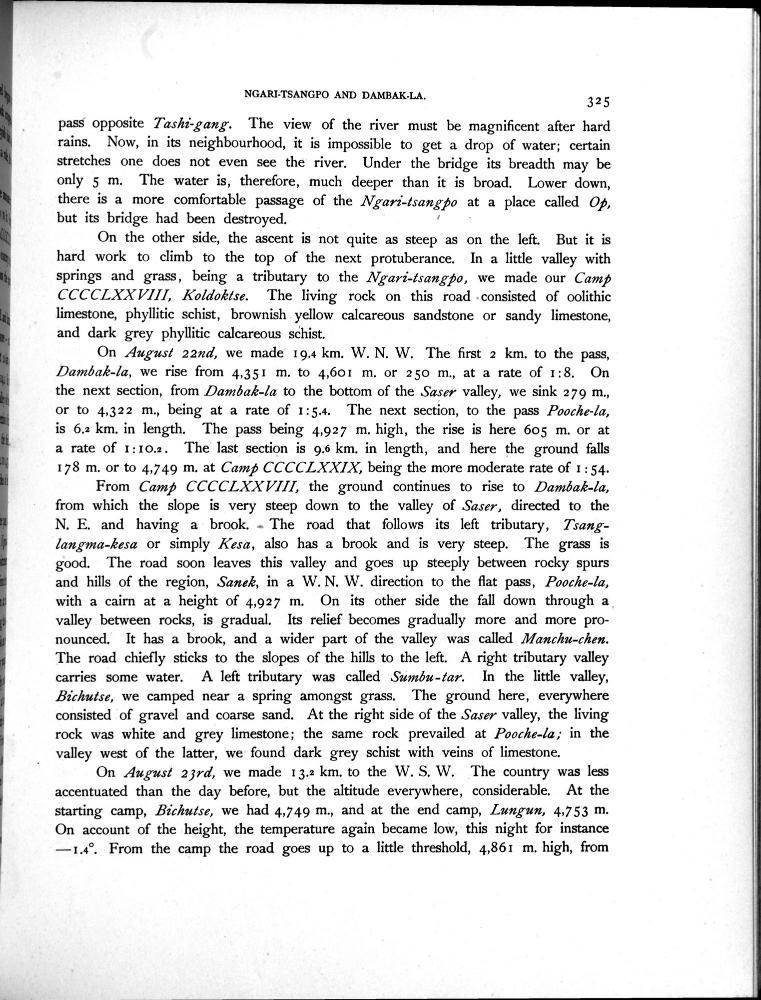 NGARI-TSANGPO AND DAMBAK-LA.
325
pass opposite Tashi-gang. The view of the river must be magnificent after hard
rains. Now, in its neighbourhood, it is impossible to get a drop of water; certain
stretches one does not even see the river. Under the bridge its breadth may be
only 5 m. The water is, therefore, much deeper than it is broad. Lower down,
there is a more comfortable passage of the Ngari-tsangpo at a place called Op,
but its bridge had been destroyed.
On the other side, the ascent is not quite as steep as on the left. But it is
hard work to climb to the top of the next protuberance. In a little valley with
springs and grass, being a tributary to the Ngari-tsangpo, we made our Camp
CCCCLXXVIII, Koldoktse. The living rock on this road consisted of oolithic
limestone, phyllitic schist, brownish yellow calcareous sandstone or sandy limestone,
and dark grey phyllitic calcareous schist.
On August 22nd, we made 19.4 km. W. N. W. The first 2 km. to the pass,
Dambak-la, we rise from 4,351 m. to 4,601 m. or 250 m., at a rate of 1:8. On
the next section, from Dambak-la to the bottom of the Saser valley, we sink 279 m.,
or to 4,322 m., being at a rate of 1:5.4. The next section, to the pass Pooche-la,
is 6.2 km. in length. The pass being 4,927 m. high, the rise is here 605 m. or at
a rate of 1:10.2. The last section is 9.6 km. in length, and here the ground falls
178 m. or to 4,749 m. at Camp CCCCLXXIX, being the more moderate rate of 1:54.
From Camp CCCCLXXVIII, the ground continues to rise to Dambak-la,
from which the slope is very steep down to the valley of Saser, directed to the
N. E. and having a brook. The road that follows its left tributary, Tsang-
langma-kesa or simply Kesa, also has a brook and is very steep. The grass is
good. The road soon leaves this valley and goes up steeply between rocky spurs
and hills of the region, Sanek, in a W. N. W. direction to the flat pass, Pooche-la,
with a cairn at a height of 4,927 m. On its other side the fall down through a
valley between rocks, is gradual. Its relief becomes gradually more and more pro-
nounced. It has a brook, and a wider part of the valley was called Manchu-chen.
The road chiefly sticks to the slopes of the hills to the left. A right tributary valley
carries some water. A left tributary was called Sumbu-tar. In the little valley,
Bichutse, we camped near a spring amongst grass. The ground here, everywhere
consisted of gravel and coarse sand. At the right side of the Saser valley, the living
rock was white and grey limestone; the same rock prevailed at Pooche-la; in the
valley west of the latter, we found dark grey schist with veins of limestone.
On August 23rd, we made 13.2 km. to the W. S. W. The country was less
accentuated than the day before, but the altitude everywhere, considerable. At the
starting camp, Bichutse, we had 4,749 m., and at the end camp, Lungun, 4,753 m.
On account of the height, the temperature again became low, this night for instance
—1.4°. From the camp the road goes up to a little threshold, 4,861 m. high, from